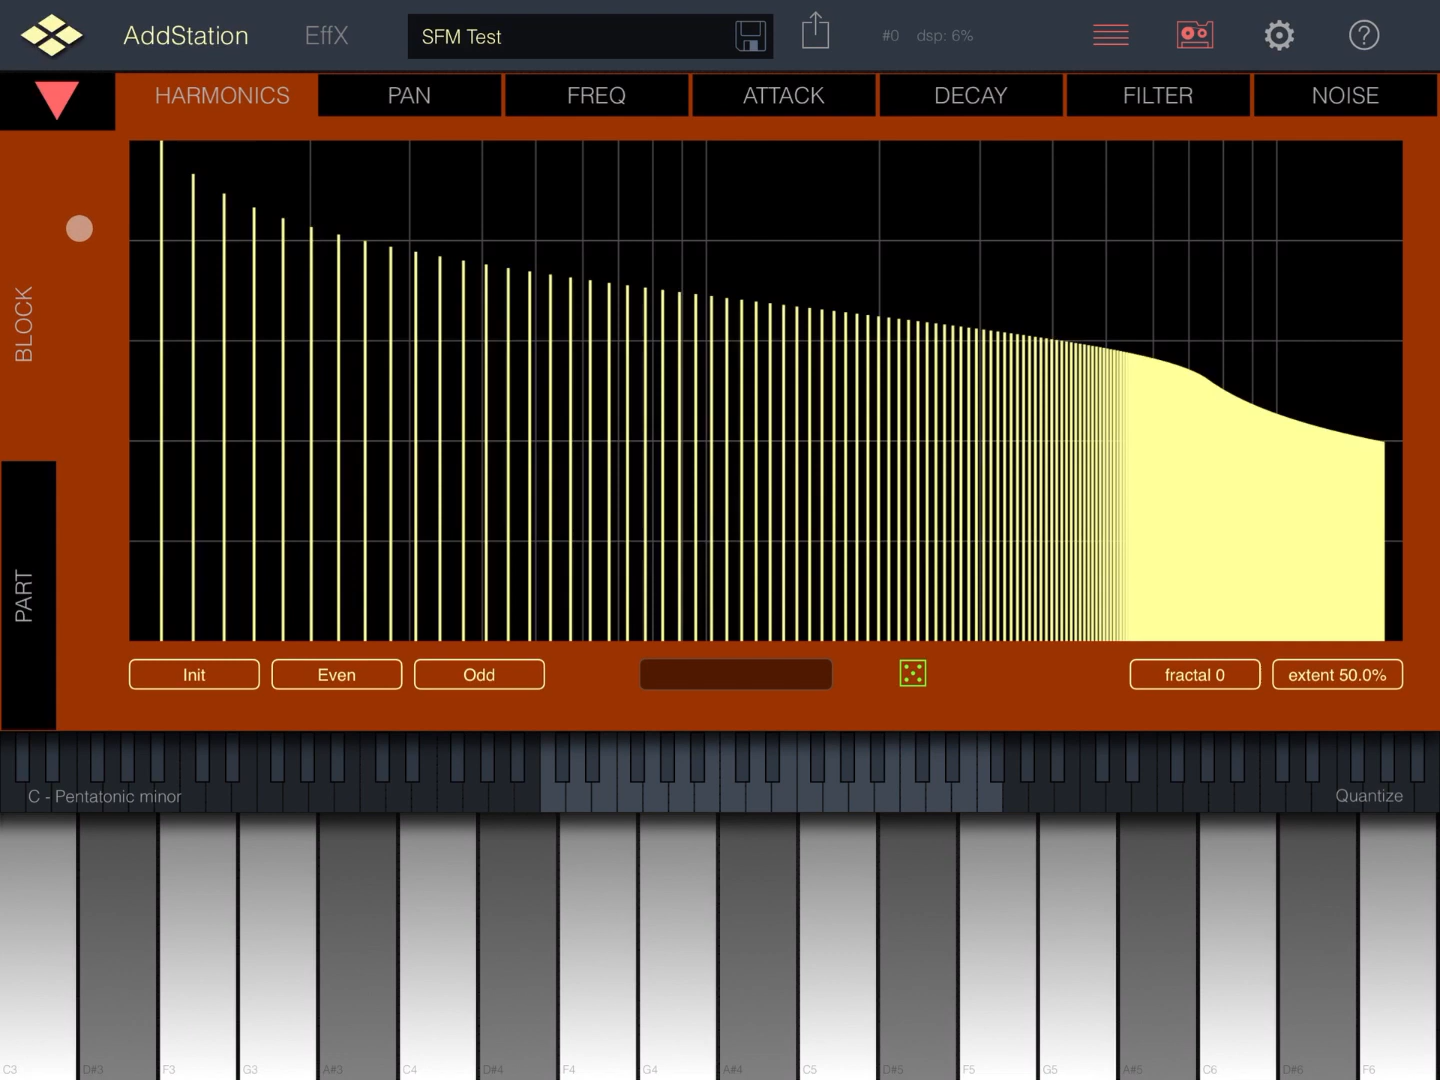 AddStation
EffX
SFM Test
#0
dsp: 6%
HARMONICS
PAN
FREQ
ATTACK
DECAY
FILTER
NOISE
BLOCK
PART
Init
Even
Odd
fractal 0
extent 50.0%
C - Pentatonic minor
Quantize
C3
D#3
F3
G3
A#3
C4
D#4
F4
G4
A#4
C5
D#5
F5
G5
A#5
C6
D#6
F6